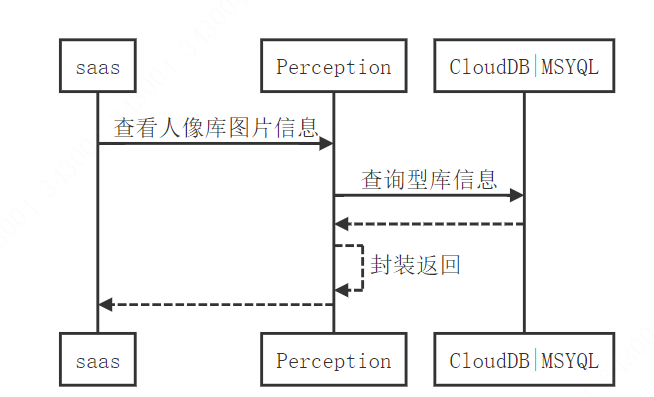 saas
Perception
CloudDB|MSYQL
查看人像库图片信息
查询型库信息
封装返回
saas
Perception
CloudDB|MSYQL